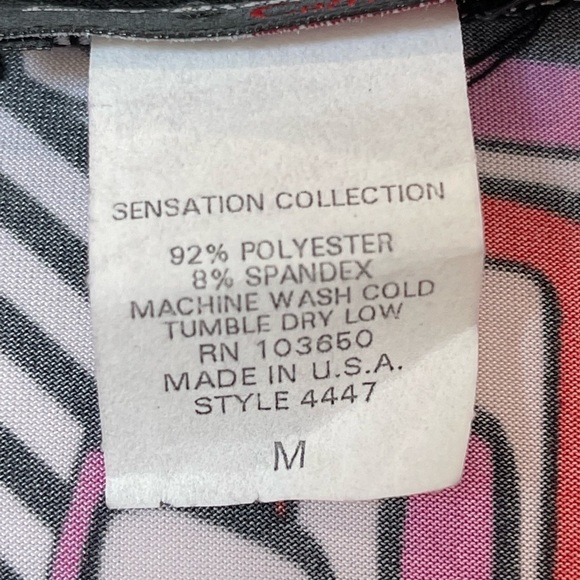 SENSATION COLLECTION
92% POLYESTER
8% SPANDEX
MACHINE WASH COLD
TUMBLE DRY LOW
RN 103650
MADE IN U.S.A.
STYLE 4447
M